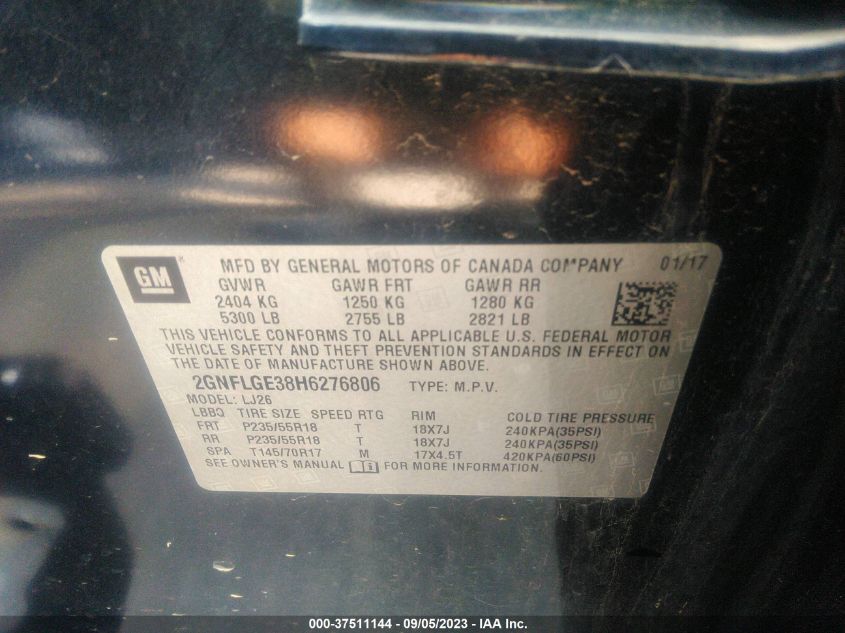 GM ® MFD BY GENERAL MOTORS OF CANADA COMPANY 01/17
GVWR GAWR FRT GAWR RR
2404 KG 1250 KG 1280 KG
5300 LB 2755 LB 2821 LB
THIS VEHICLE CONFORMS TO ALL APPLICABLE U.S. FEDERAL MOTOR
VEHICLE SAFETY AND THEFT PREVENTION STANDARDS IN EFFECT ON
THE DATE OF MANUFACTURE SHOWN ABOVE.
2GNFLGE38H6276806 TYPE: M.P.V.
MODEL: LJ26
LBBQ TIRE SIZE SPEED RTG RIM COLD TIRE PRESSURE
FRT P235/55R18 T 18X7J 240KPA(35PSI)
RR P235/55R18 T 18X7J 240KPA(35PSI)
SPA T145/70R17 M 17X4.5T 420KPA(60PSI)
SEE OWNER'S MANUAL FOR MORE INFORMATION.
000-37511144 - 09/05/2023 - IAA Inc.